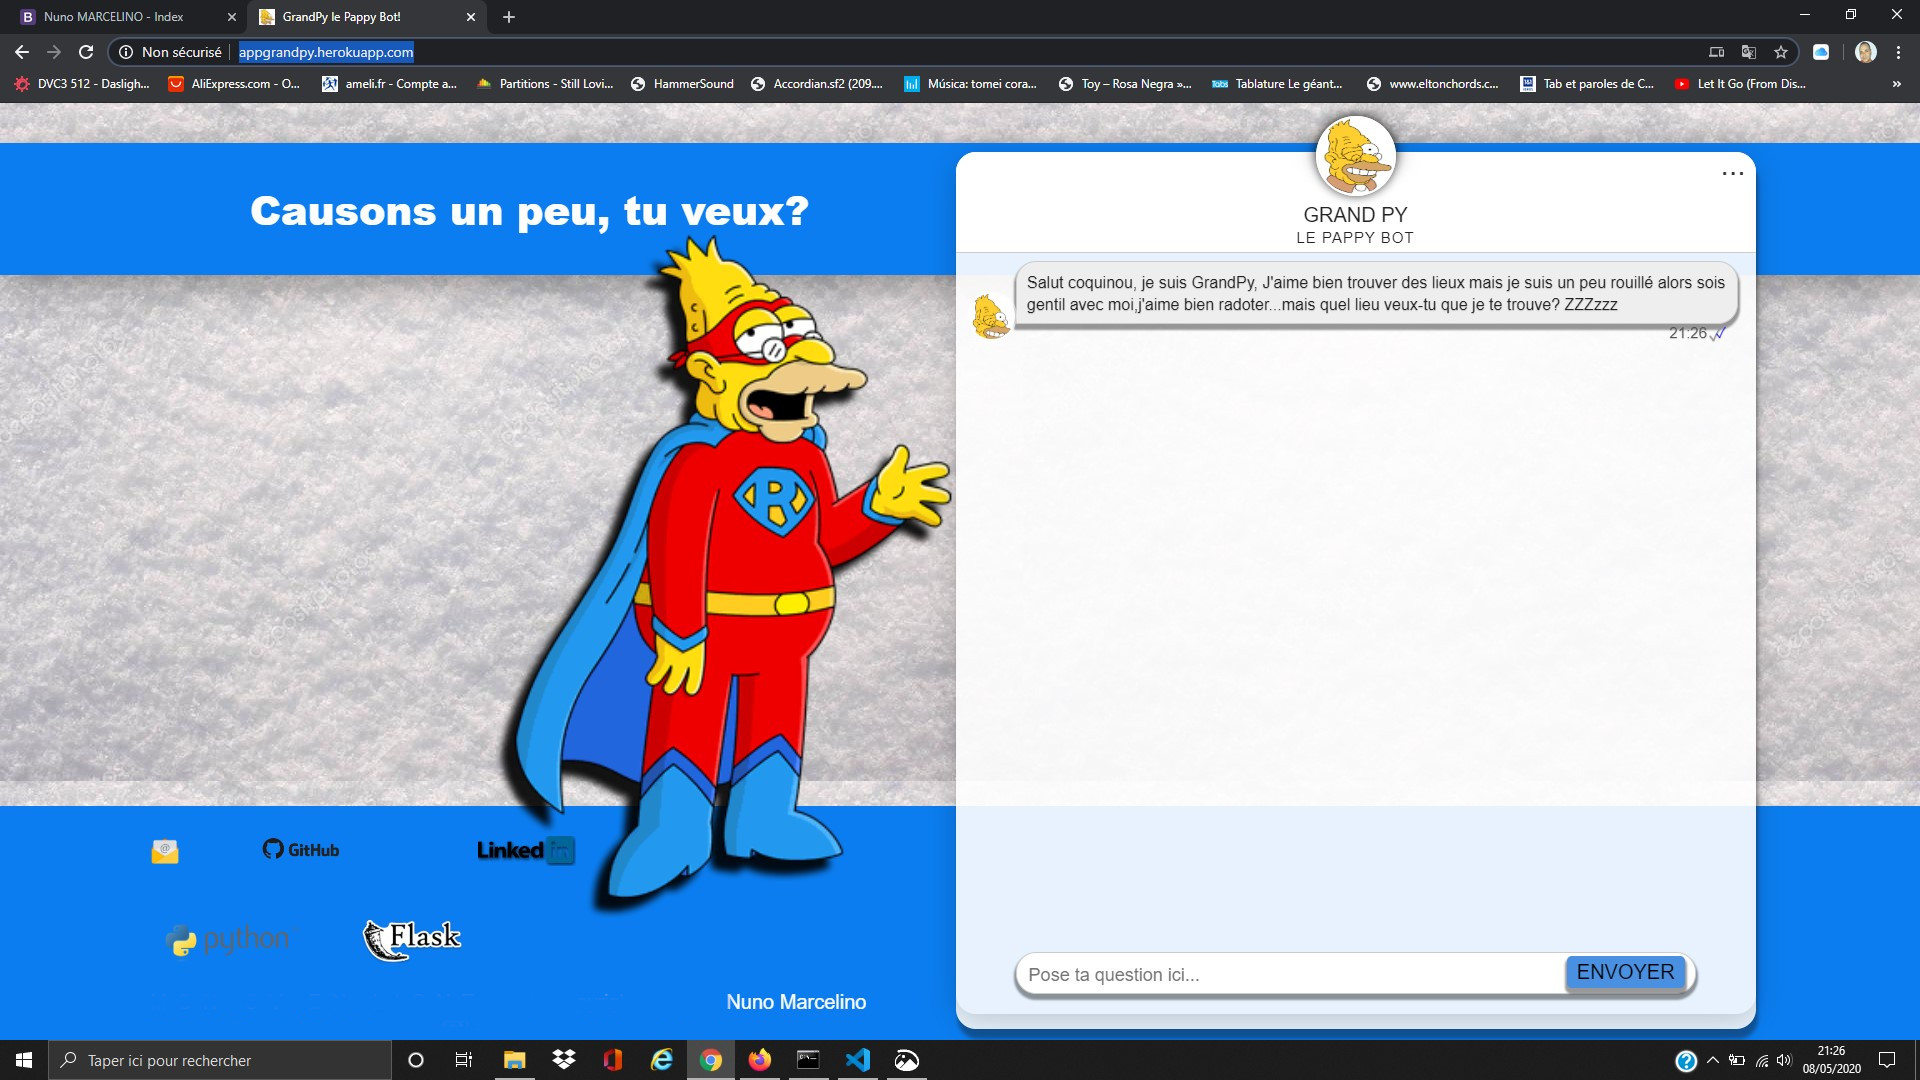 Nuno MARCELINO - Index
GrandPy le Pappy Bot!
Non sécurisé
appgrandpy.herokuapp.com
DVC3 512 - Dasligh...
AliExpress.com - O...
ameli.fr - Compte a...
Partitions - Still Lovi...
HammerSound
Accordian.sf2 (209....
Música: tomei cora...
Toy – Rosa Negra »...
Tablature Le géant...
www.eltonchords.c...
Tab et paroles de C...
Let It Go (From Dis...
»
Causons un peu, tu veux?
...
GRAND PY
LE PAPPY BOT
Salut coquinou, je suis GrandPy, J'aime bien trouver des lieux mais je suis un peu rouillé alors sois
gentil avec moi,j'aime bien radoter...mais quel lieu veux-tu que je te trouve? ZZZzzz
21:26
R
GitHub
Linked in
python
Flask
Nuno Marcelino
Pose ta question ici...
ENVOYER
Taper ici pour rechercher
21:26
08/05/2020